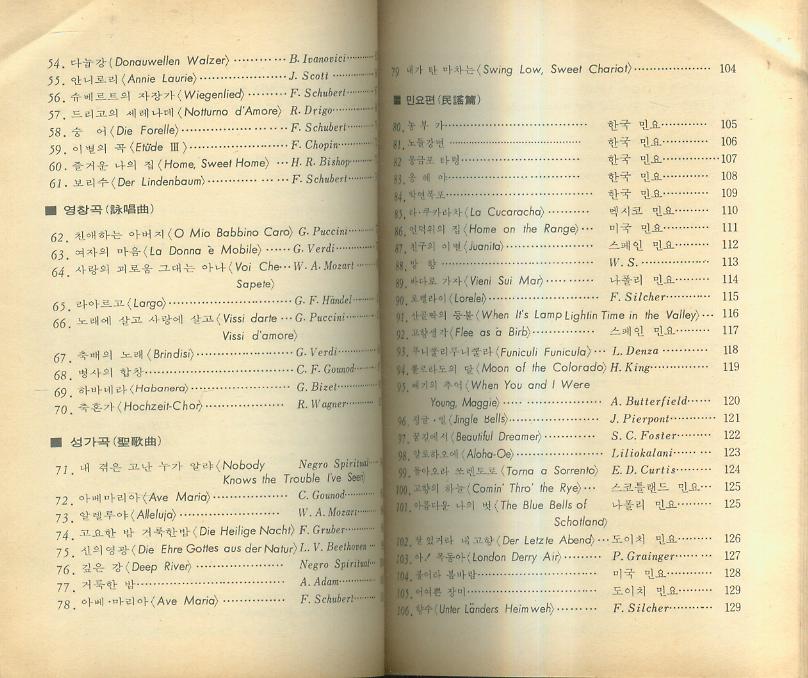 54. 다뉴강 〈Donauwellen Walzer〉 ·········· B. Ivanovici
55. 안니로리 〈Annie Laurie〉 ·········· J. Scott
56. 슈베르트의 자장가 〈Wiegenlied〉 ·········· F. Schubert
57. 드리고의 세레나데 〈Notturno d'Amore〉 R. Drigo
58. 숭 어 〈Die Forelle〉 ·········· F. Schubert
59. 이별의 곡 〈Etüde Ⅲ〉 ·········· F. Chopin
60. 즐거운 나의 집 〈Home, Sweet Home〉 ··· H. R. Bishop
61. 보리수 〈Der Lindenbaum〉 ·········· F. Schubert
■ 영창곡 (詠唱曲)
62. 친애하는 아버지 〈O Mio Babbino Caro〉 G. Puccini
63. 여자의 마음 〈La Donna è Mobile〉 ······ G. Verdi
64. 사랑의 괴로움 그대는 아나 〈Voi Che··· W. A. Mozart
Sapete〉
65. 라아르고 〈Largo〉 ·········· G. F. Händel
66. 노래에 살고 사랑에 살고 〈Vissi darte ··· G. Puccini
Vissi d'amore〉
67. 축배의 노래 〈Brindisi〉 ·········· G. Verdi
68. 병사의 합창 ·········· C. F. Gounod
69. 하바네라 〈Habanera〉 ·········· G. Bizet
70. 축혼가 〈Hochzeit-Chor〉 ·········· R. Wagner
■ 성가곡 (聖歌曲)
71. 내 겪은 고난 누가 알랴 〈Nobody Negro Spiritual
Knows the Trouble I've Seen〉
72. 아베마리아 〈Ave Maria〉 ·········· C. Gounod
73. 알렐루야 〈Alleluja〉 ·········· W. A. Mozart
74. 고요한 밤 거룩한밤 〈Die Heilige Nacht〉 F. Gruber
75. 신의영광 〈Die Ehre Gottes aus der Natur〉 L. V. Beethoven
76. 깊은 강 〈Deep River〉 ·········· Negro Spiritual
77. 거룩한 밤 ·········· A. Adam
78. 아베·마리아 〈Ave Maria〉 ·········· F. Schubert
79 내가 탄 마차는 〈Swing Low, Sweet Chariot〉 ·········· 104
■ 민요편 (民謠篇)
80. 농 부 가 ·········· 한국 민요 ·········· 105
81. 노들강변 ·········· 한국 민요 ·········· 106
82 몽금포 타령 ·········· 한국 민요 ·········· 107
83. 옹 헤 야 ·········· 한국 민요 ·········· 108
84. 박연폭포 ·········· 한국 민요 ·········· 109
85. 라·쿠카라차 〈La Cucaracha〉 ·········· 멕시코 민요 ·········· 110
86. 언덕위의 집 〈Home on the Range〉 ··· 미국 민요 ·········· 111
87. 친구의 이별 〈Juanita〉 ·········· 스페인 민요 ·········· 112
88. 망 향 ·········· W. S. ·········· 113
89. 바다로 가자 〈Vieni Sui Mar〉 ·········· 나폴리 민요 ·········· 114
90. 로렐라이 〈Lorelei〉 ·········· F. Silcher ·········· 115
91. 산골짝의 등불 〈When It's Lamp Lightin Time in the Valley〉 ··· 116
92. 고향생각 〈Flee as a Birb〉 ·········· 스페인 민요 ·········· 117
93. 푸니쿨리푸니쿨라 〈Funiculi Funicula〉 ··· L. Denza ·········· 118
94. 콜로라도의 달 〈Moon of the Colorado〉 H. King ·········· 119
95. 매기의 추억 〈When You and I Were
Young, Maggie〉 ·········· A. Butterfield ······ 120
96. 징글·벨 〈Jingle Bells〉 ·········· J. Pierpont ·········· 121
97. 꿈길에서 〈Beautiful Dreamer〉 ·········· S. C. Foster ·········· 122
98. 알로하오에 〈Aloha-Oe〉 ·········· Liliokalani ······ 123
99. 돌아오라 쏘렌토로 〈Torna a Sorrento〉 E. D. Curtis ·········· 124
100. 고향의 하늘 〈Comin' Thro' the Rye〉 ··· 스코틀랜드 민요 ··· 125
101. 아름다운 나의 벗 〈The Blue Bells of 나폴리 민요 ·········· 125
Schotland〉
102. 잘 있거라 내 고향 〈Der Letzte Abend〉 ··· 도이치 민요 ·········· 126
103. 아! 목동아 〈London Derry Air〉 ·········· P. Grainger ·········· 127
104. 불어라 봄바람 ·········· 미국 민요 ·········· 128
105. 어여쁜 장미 ·········· 도이치 민요 ·········· 129
106. 향수 〈Unter Länders Heimweh〉 ·········· F. Silcher ·········· 129